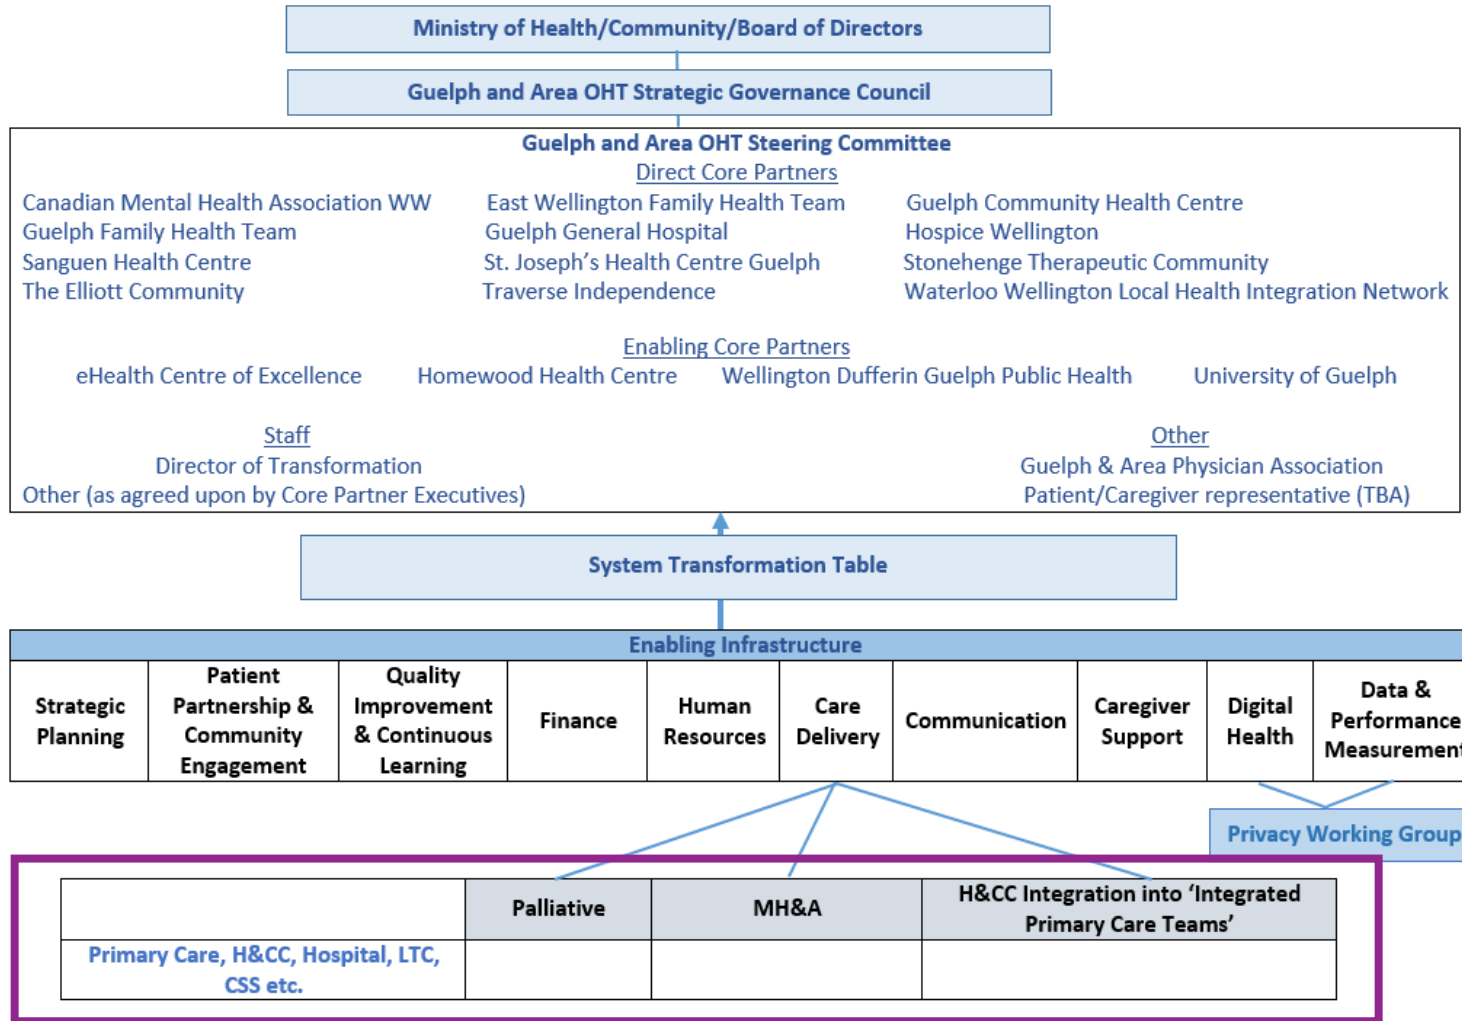 Ministry of Health/Community/Board of Directors
Guelph and Area OHT Strategic Governance Council
Guelph and Area OHT Steering Committee
Direct Core Partners
Canadian Mental Health Association WW East Wellington Family Health Team Guelph Community Health Centre
Guelph Family Health Team Guelph General Hospital Hospice Wellington
Sanguen Health Centre St. Joseph's Health Centre Guelph Stonehenge Therapeutic Community
The Elliott Community Traverse Independence Waterloo Wellington Local Health Integration Network
Enabling Core Partners
eHealth Centre of Excellence Homewood Health Centre Wellington Dufferin Guelph Public Health University of Guelph
Staff
Director of Transformation
Other (as agreed upon by Core Partner Executives)
Other
Guelph & Area Physician Association
Patient/Caregiver representative (TBA)
System Transformation Table
Enabling Infrastructure
Strategic
Planning
Patient
Partnership &
Community
Engagement
Quality
Improvement
& Continuous
Learning
Finance
Human
Resources
Care
Delivery
Communication
Caregiver
Support
Digital
Health
Data &
Performance
Measurement
Privacy Working Group
Palliative
MH&A
H&CC Integration into 'Integrated
Primary Care Teams'
Primary Care, H&CC, Hospital, LTC,
CSS etc.